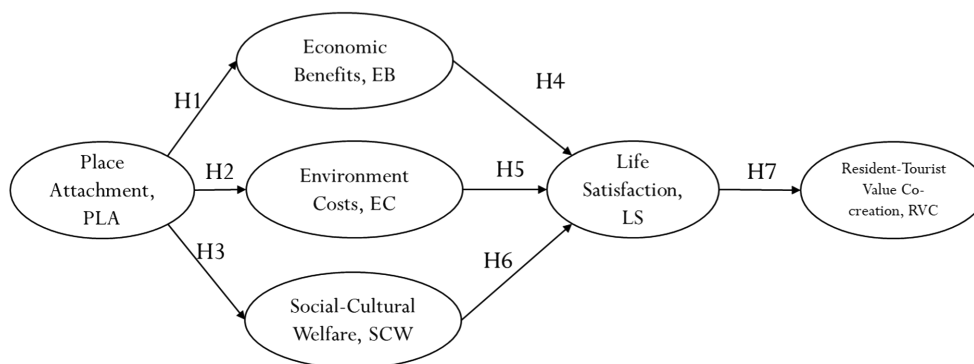 Economic
Benefits, EB
H1
H4
Place
Attachment,
PLA
H2
Environment
Costs, EC
H5
Life
Satisfaction,
LS
H7
Resident-Tourist
Value Co-
creation, RVC
H3
H6
Social-Cultural
Welfare, SCW